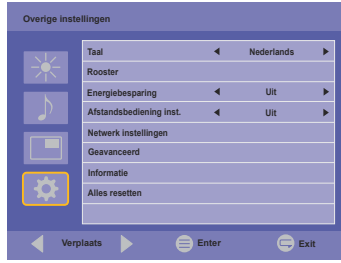 Overige instellingen
Taal Nederlands
Rooster
Energiebesparing Uit
Afstandsbediening inst. Uit
Netwerk instellingen
Geavanceerd
Informatie
Alles resetten
Verplaats Enter Exit